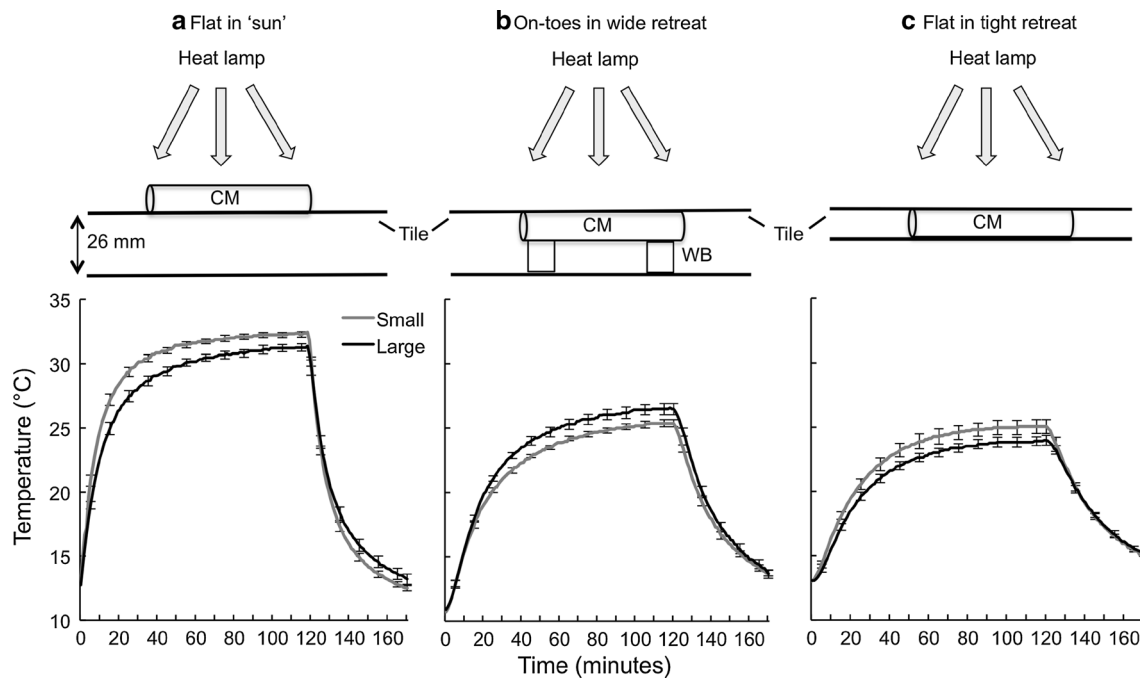 a Flat in ‘sun’
b On-toes in wide retreat
c Flat in tight retreat
Heat lamp
Heat lamp
Heat lamp
CM
CM
CM
26 mm
Tile
Tile
WB
Small
Large
Temperature (°C)
35
30
25
20
15
10
0 20 40 60 80 100 120 140 160
0 20 40 60 80 100 120 140 160
0 20 40 60 80 100 120 140 160
Time (minutes)